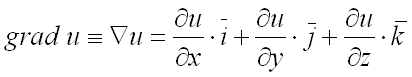 grad u ≡ ∇u = ∂u/∂x · i̅ + ∂u/∂y · j̅ + ∂u/∂z · k̅